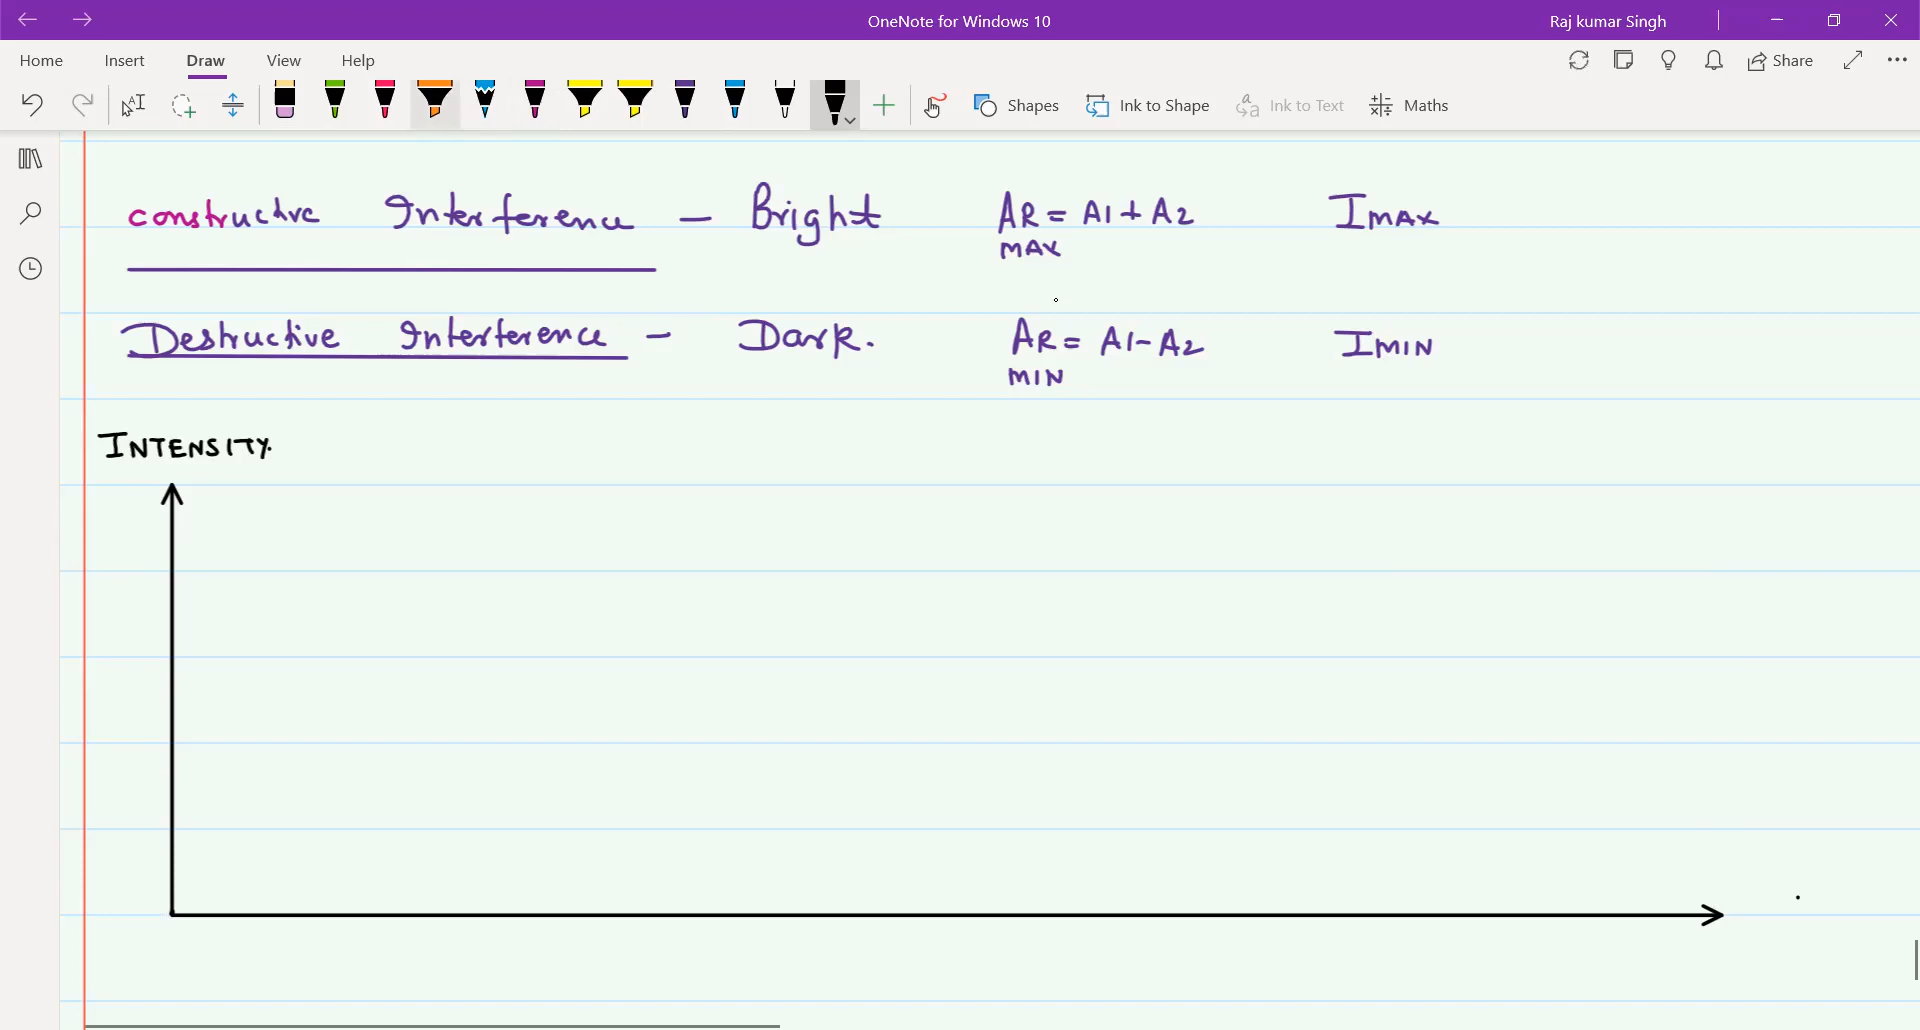 OneNote for Windows 10
Raj kumar Singh
Home Insert Draw View Help
Share
Shapes Ink to Shape Ink to Text Maths
constructive Interference - Bright AR = A1 + A2 IMAX
MAX
Destructive Interference - Dark. AR = A1 - A2 IMIN
MIN
INTENSITY.